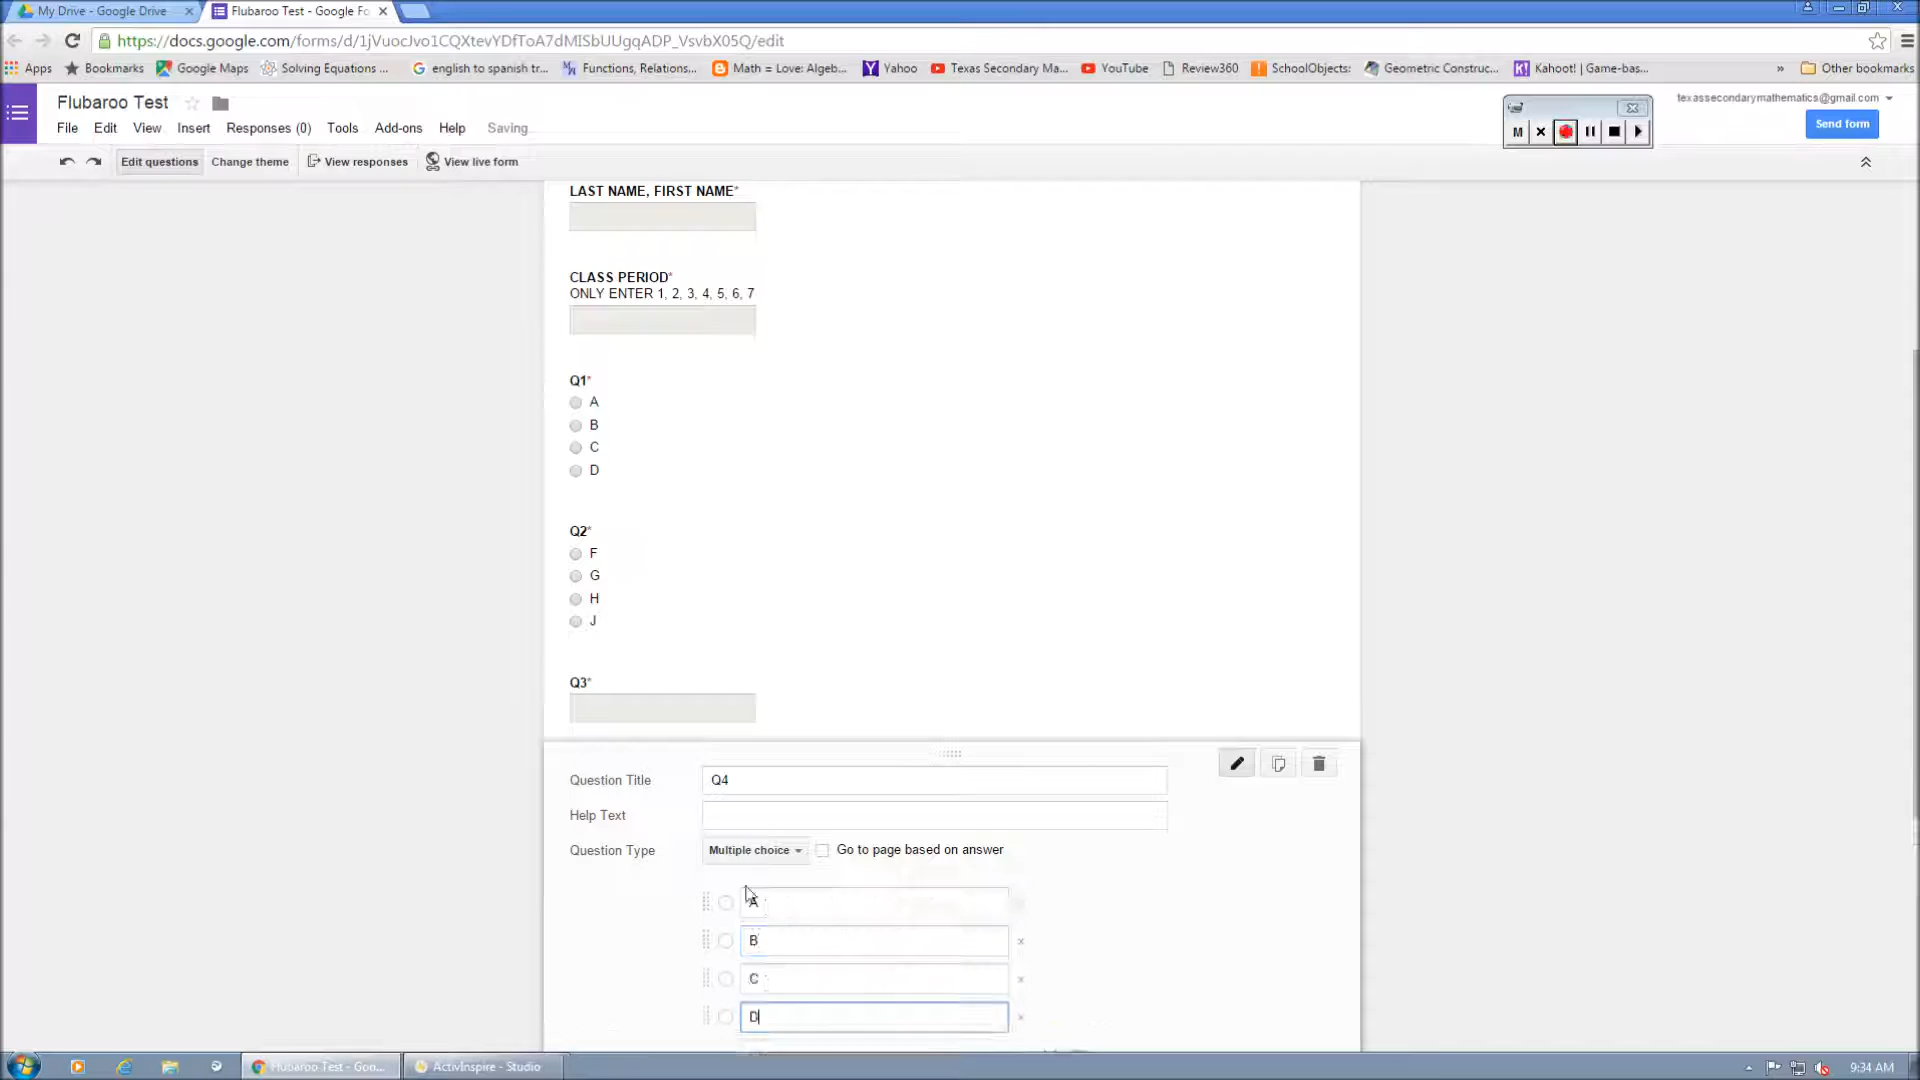 My Drive - Google Drive
Flubaroo Test - Google Fo
https://docs.google.com/forms/d/1jVuocJvo1CQXtevYDfToA7dMISbUUgqADP_VsvbX05Q/edit
Apps Bookmarks Google Maps Solving Equations ... english to spanish tr... Functions, Relations... Math = Love: Algeb... Yahoo Texas Secondary Ma... YouTube Review360 SchoolObjects: Geometric Construc... Kahoot! | Game-bas... » Other bookmarks
Flubaroo Test
texassecondarymathematics@gmail.com
File Edit View Insert Responses (0) Tools Add-ons Help Saving
M
Send form
Edit questions Change theme View responses View live form
LAST NAME, FIRST NAME*
CLASS PERIOD*
ONLY ENTER 1, 2, 3, 4, 5, 6, 7
Q1*
A
B
C
D
Q2*
F
G
H
J
Q3*
Question Title Q4
Help Text
Question Type Multiple choice Go to page based on answer
A
B
C
D
Flubaroo Test - Goo... ActivInspire - Studio 9:34 AM